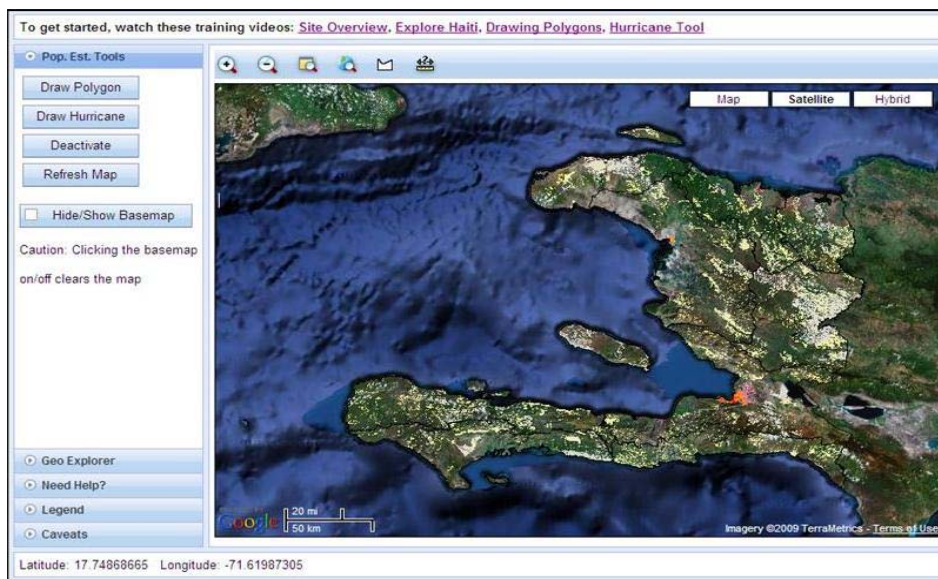 To get started, watch these training videos: Site Overview, Explore Haiti, Drawing Polygons, Hurricane Tool
Pop. Est. Tools
Draw Polygon
Draw Hurricane
Deactivate
Refresh Map
Hide/Show Basemap
Caution: Clicking the basemap
on/off clears the map
Geo Explorer
Need Help?
Legend
Caveats
Map Satellite Hybrid
Google
20 mi
50 km
Imagery ©2009 TerraMetrics - Terms of Use
Latitude: 17.74868665 Longitude: -71.61987305